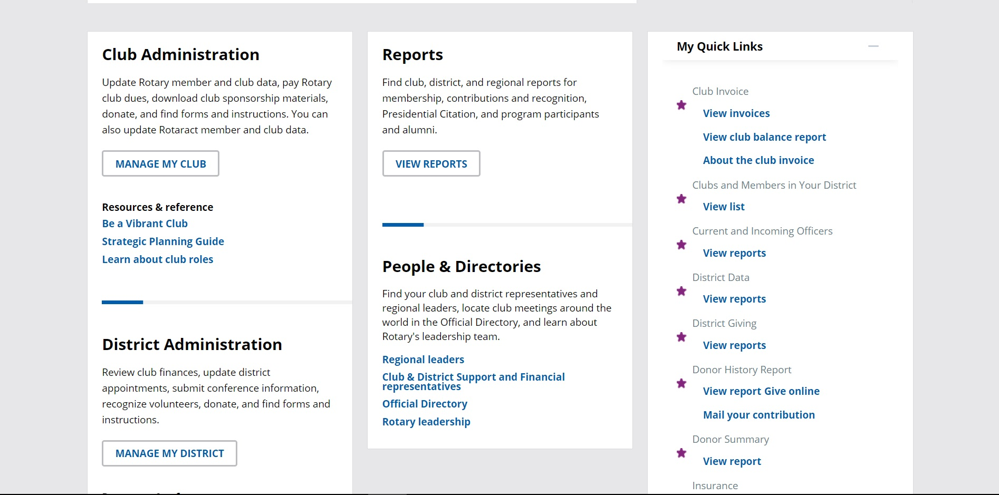 Club Administration
Update Rotary member and club data, pay Rotary
club dues, download club sponsorship materials,
donate, and find forms and instructions. You can
also update Rotaract member and club data.
MANAGE MY CLUB
Resources & reference
Be a Vibrant Club
Strategic Planning Guide
Learn about club roles
District Administration
Review club finances, update district
appointments, submit conference information,
recognize volunteers, donate, and find forms and
instructions.
MANAGE MY DISTRICT
Reports
Find club, district, and regional reports for
membership, contributions and recognition,
Presidential Citation, and program participants
and alumni.
VIEW REPORTS
People & Directories
Find your club and district representatives and
regional leaders, locate club meetings around the
world in the Official Directory, and learn about
Rotary's leadership team.
Regional leaders
Club & District Support and Financial
representatives
Official Directory
Rotary leadership
My Quick Links
Club Invoice
View invoices
View club balance report
About the club invoice
Clubs and Members in Your District
View list
Current and Incoming Officers
View reports
District Data
View reports
District Giving
View reports
Donor History Report
View report Give online
Mail your contribution
Donor Summary
View report
Insurance